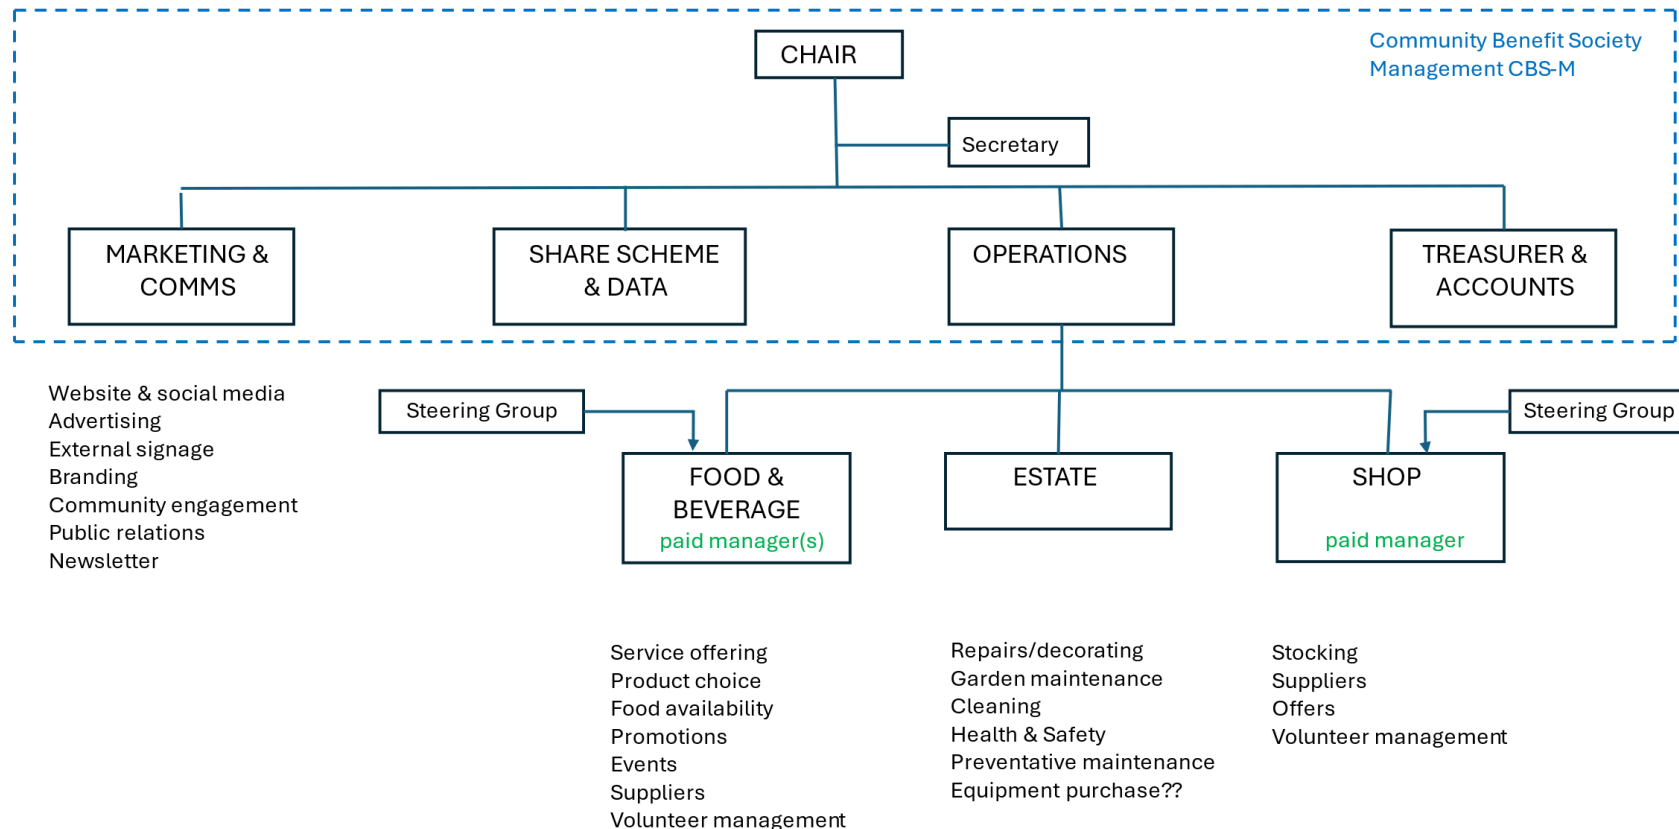 CHAIR
Community Benefit Society
Management CBS-M
Secretary
MARKETING &
COMMS
SHARE SCHEME
& DATA
OPERATIONS
TREASURER &
ACCOUNTS
Website & social media
Advertising
External signage
Branding
Community engagement
Public relations
Newsletter
Steering Group
Steering Group
FOOD &
BEVERAGE
paid manager(s)
ESTATE
SHOP
paid manager
Service offering
Product choice
Food availability
Promotions
Events
Suppliers
Volunteer management
Repairs/decorating
Garden maintenance
Cleaning
Health & Safety
Preventative maintenance
Equipment purchase??
Stocking
Suppliers
Offers
Volunteer management